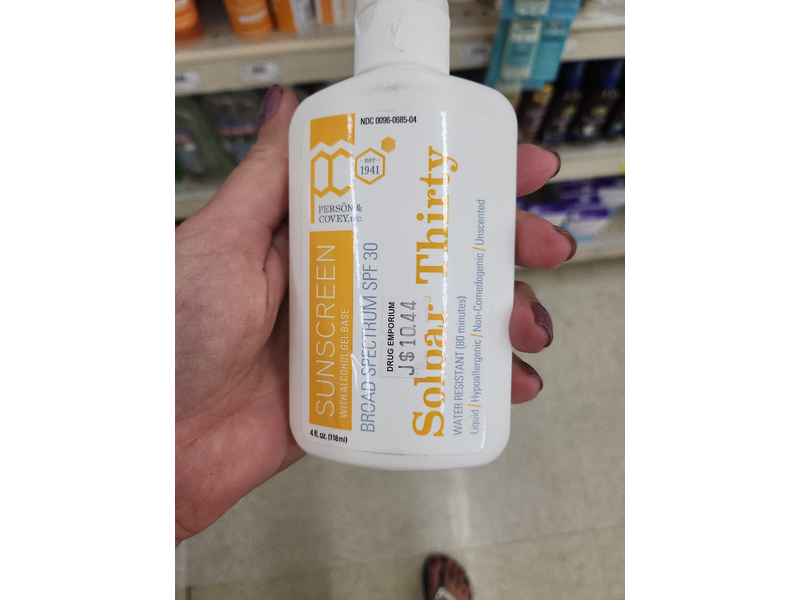 NDC 0096-0685-04
EST
1941
PERSÖN &
COVEY, INC.
SUNSCREEN
WITH ALCOHOL GEL BASE
BROAD SPECTRUM SPF 30
DRUG EMPORIUM
J$10.44
Solbar® Thirty
WATER RESISTANT (80 minutes)
Liquid / Hypoallergenic / Non-Comedogenic / Unscented
4 fl. oz. (118ml)